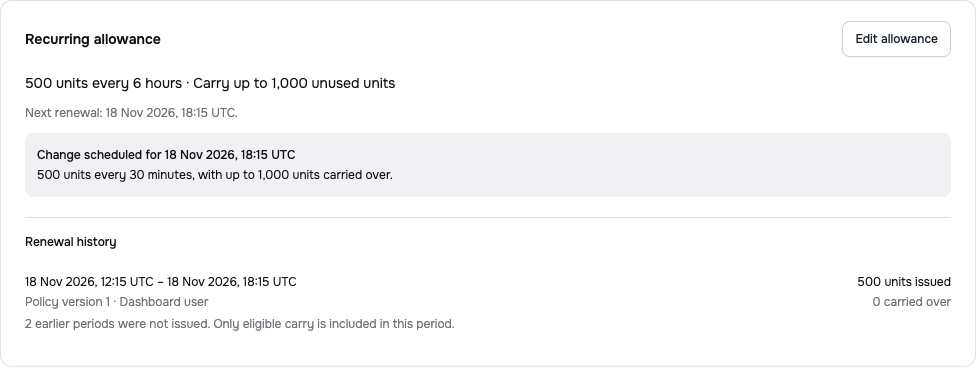 Recurring allowance
Edit allowance
500 units every 6 hours · Carry up to 1,000 unused units
Next renewal: 18 Nov 2026, 18:15 UTC.
Change scheduled for 18 Nov 2026, 18:15 UTC
500 units every 30 minutes, with up to 1,000 units carried over.
Renewal history
18 Nov 2026, 12:15 UTC – 18 Nov 2026, 18:15 UTC
500 units issued
Policy version 1 · Dashboard user
0 carried over
2 earlier periods were not issued. Only eligible carry is included in this period.